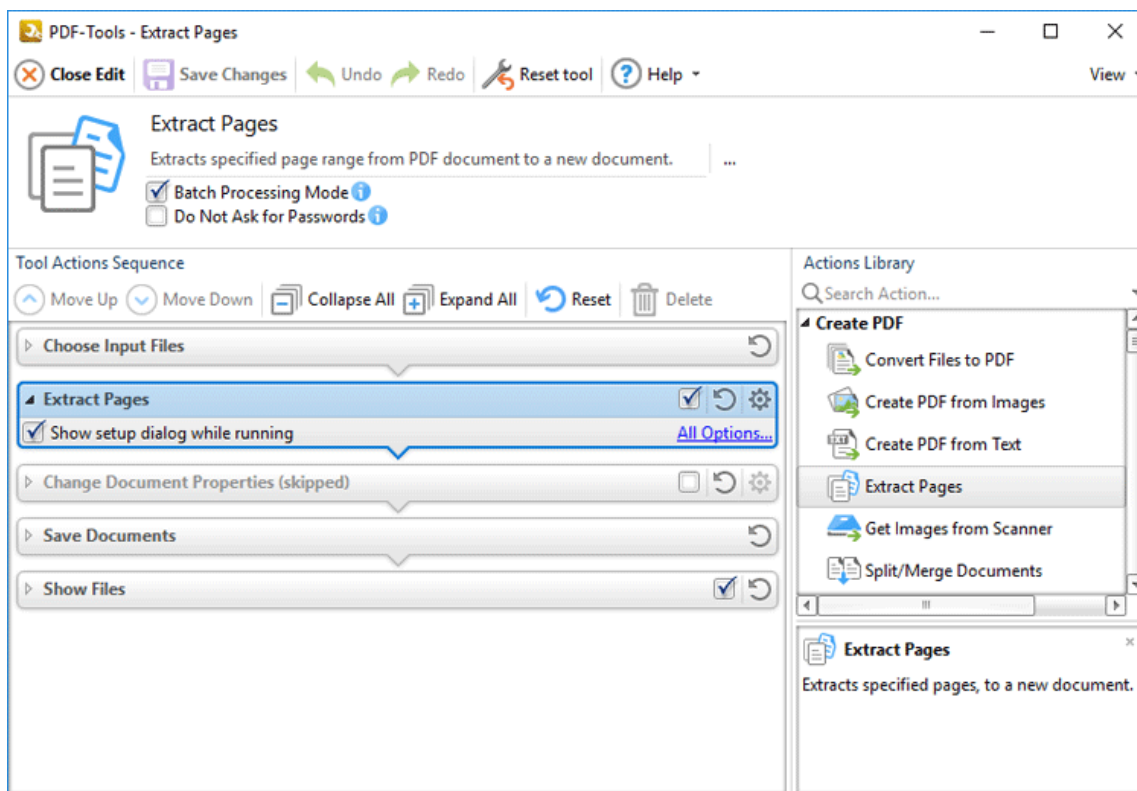 PDF-Tools - Extract Pages
Close Edit Save Changes Undo Redo Reset tool Help View
Extract Pages
Extracts specified page range from PDF document to a new document. ...
Batch Processing Mode
Do Not Ask for Passwords
Tool Actions Sequence
Move Up Move Down Collapse All Expand All Reset Delete
Choose Input Files
Extract Pages
Show setup dialog while running All Options...
Change Document Properties (skipped)
Save Documents
Show Files
Actions Library
Search Action...
Create PDF
Convert Files to PDF
Create PDF from Images
Create PDF from Text
Extract Pages
Get Images from Scanner
Split/Merge Documents
Extract Pages
Extracts specified pages, to a new document.